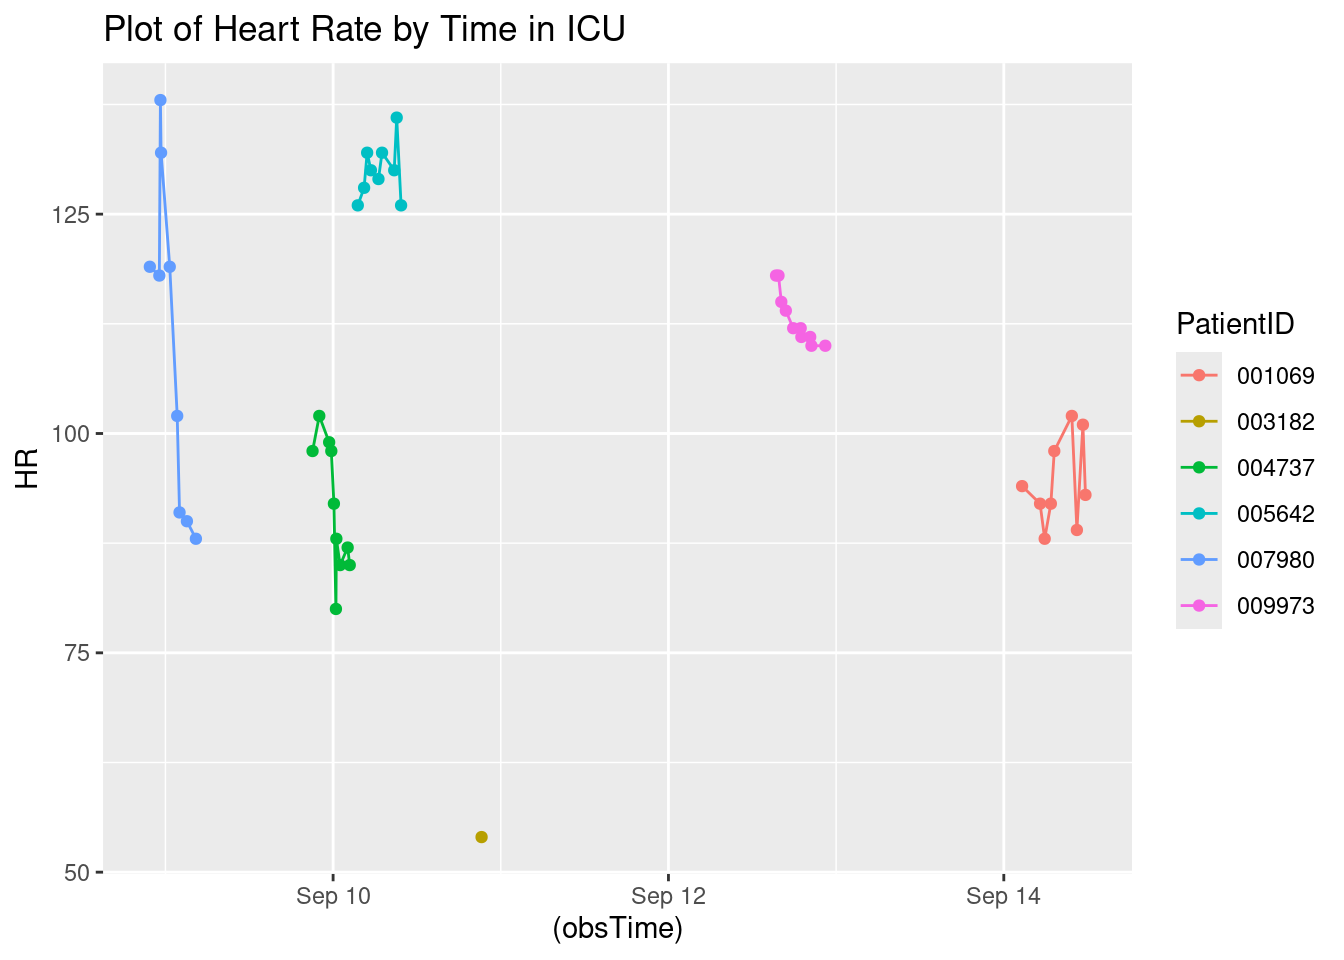 Plot of Heart Rate by Time in ICU
125
100
75
50
HR
Sep 10
Sep 12
Sep 14
(obsTime)
PatientID
001069
003182
004737
005642
007980
009973